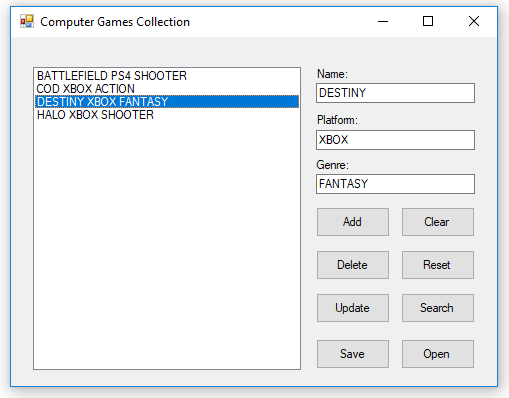 Computer Games Collection
BATTLEFIELD PS4 SHOOTER
COD XBOX ACTION
DESTINY XBOX FANTASY
HALO XBOX SHOOTER
Name:
DESTINY
Platform:
XBOX
Genre:
FANTASY
Add Clear
Delete Reset
Update Search
Save Open